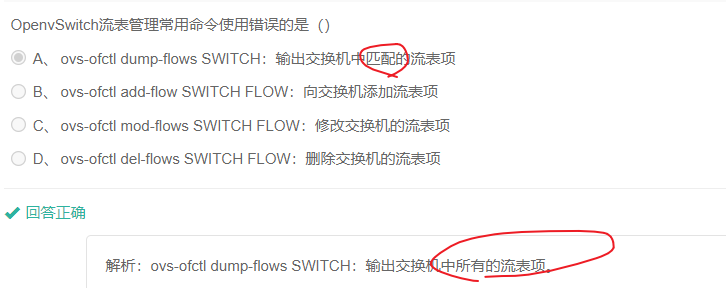 OpenvSwitch流表管理常用命令使用错误的是（）
A、 ovs-ofctl dump-flows SWITCH：输出交换机中匹配的流表项
B、 ovs-ofctl add-flow SWITCH FLOW：向交换机添加流表项
C、 ovs-ofctl mod-flows SWITCH FLOW：修改交换机的流表项
D、 ovs-ofctl del-flows SWITCH FLOW：删除交换机的流表项
回答正确
解析：ovs-ofctl dump-flows SWITCH：输出交换机中所有的流表项。